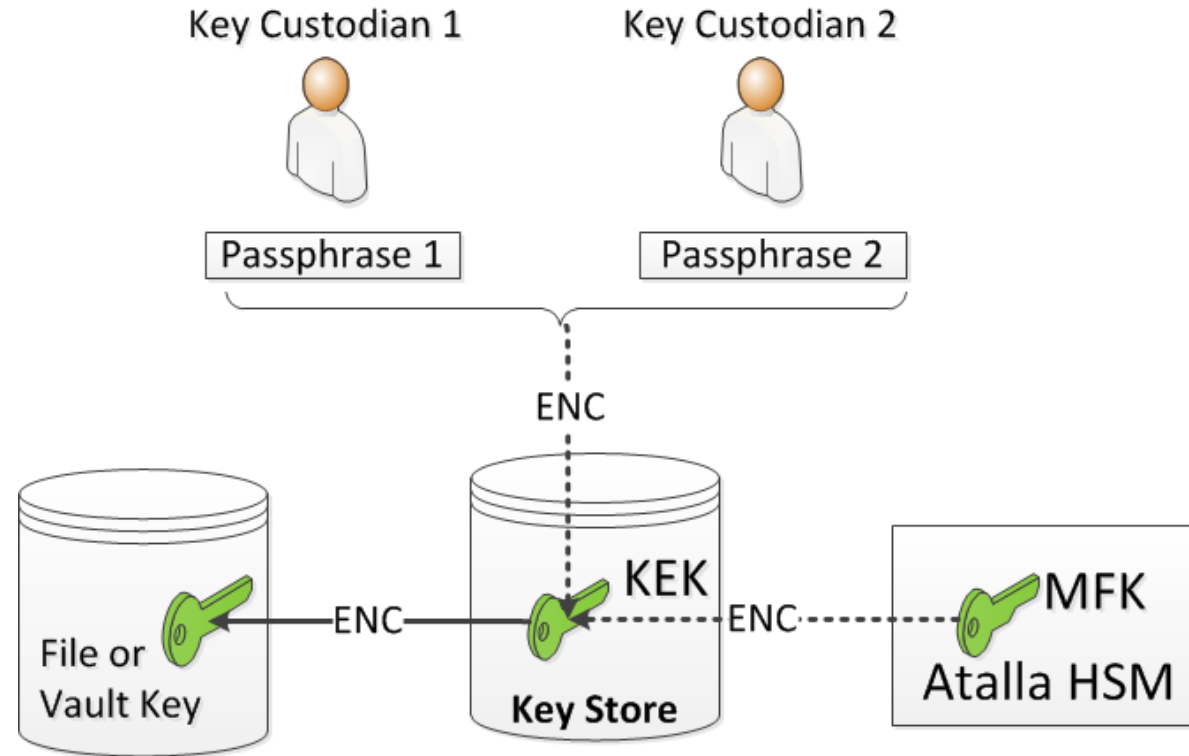 Key Custodian 1
Key Custodian 2
Passphrase 1
Passphrase 2
ENC
KEK
MFK
ENC
ENC
File or
Vault Key
Key Store
Atalla HSM